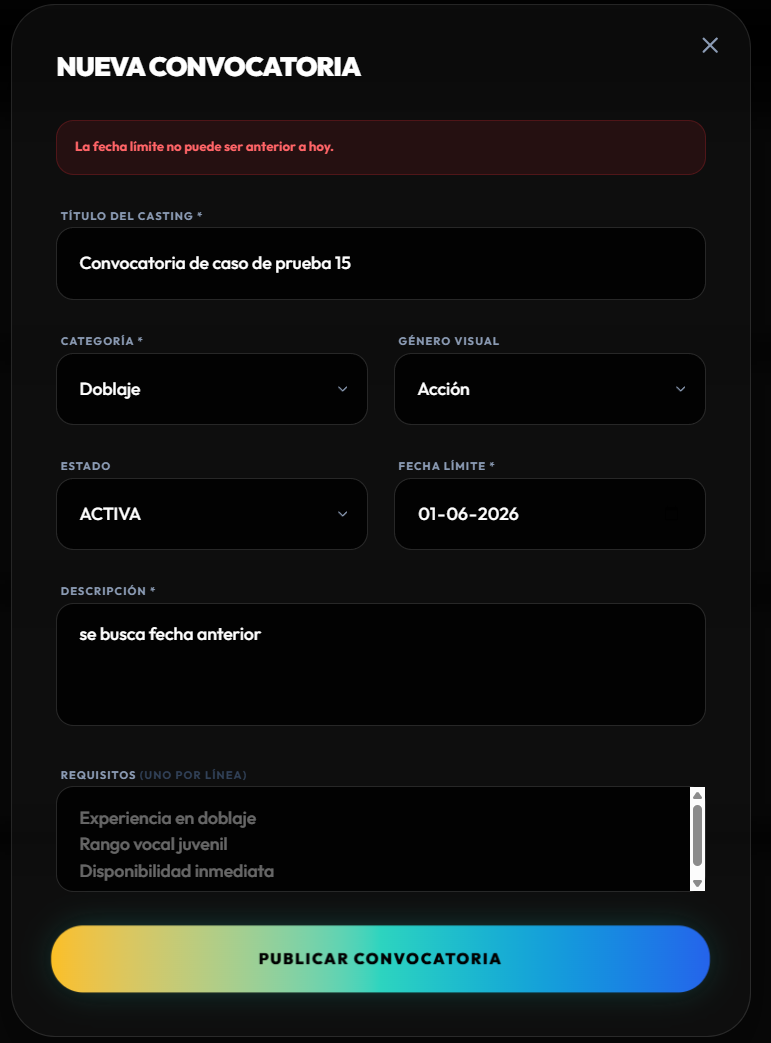 NUEVA CONVOCATORIA
La fecha límite no puede ser anterior a hoy.
TÍTULO DEL CASTING *
Convocatoria de caso de prueba 15
CATEGORÍA * GÉNERO VISUAL
Doblaje Acción
ESTADO FECHA LÍMITE *
ACTIVA 01-06-2026
DESCRIPCIÓN *
se busca fecha anterior
REQUISITOS (UNO POR LÍNEA)
Experiencia en doblaje
Rango vocal juvenil
Disponibilidad inmediata
PUBLICAR CONVOCATORIA